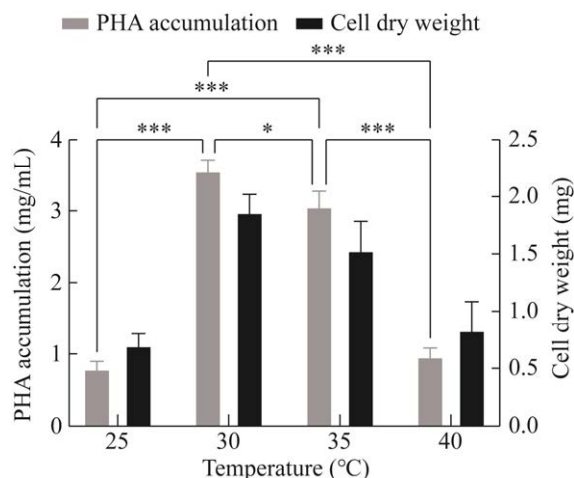 PHA accumulation Cell dry weight
***
***
*** * ***
PHA accumulation (mg/mL)
4
3
2
1
0
2.5
2.0
1.5
1.0
0.5
0.0
Cell dry weight (mg)
25 30 35 40
Temperature (℃)